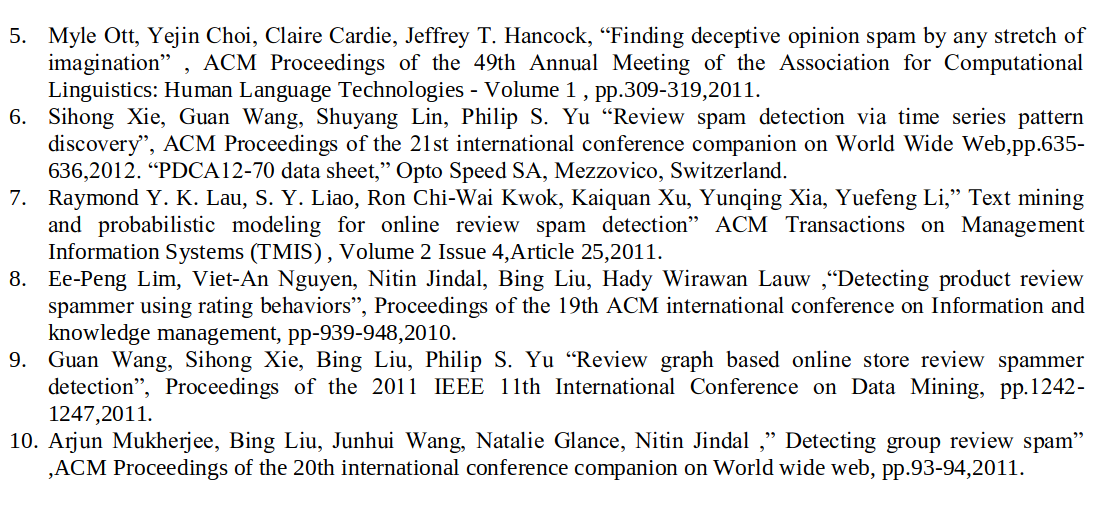 5. Myle Ott, Yejin Choi, Claire Cardie, Jeffrey T. Hancock, “Finding deceptive opinion spam by any stretch of
imagination” , ACM Proceedings of the 49th Annual Meeting of the Association for Computational
Linguistics: Human Language Technologies - Volume 1 , pp.309-319,2011.
6. Sihong Xie, Guan Wang, Shuyang Lin, Philip S. Yu “Review spam detection via time series pattern
discovery”, ACM Proceedings of the 21st international conference companion on World Wide Web,pp.635-
636,2012. “PDCA12-70 data sheet,” Opto Speed SA, Mezzovico, Switzerland.
7. Raymond Y. K. Lau, S. Y. Liao, Ron Chi-Wai Kwok, Kaiquan Xu, Yunqing Xia, Yuefeng Li,” Text mining
and probabilistic modeling for online review spam detection” ACM Transactions on Management
Information Systems (TMIS) , Volume 2 Issue 4,Article 25,2011.
8. Ee-Peng Lim, Viet-An Nguyen, Nitin Jindal, Bing Liu, Hady Wirawan Lauw ,“Detecting product review
spammer using rating behaviors”, Proceedings of the 19th ACM international conference on Information and
knowledge management, pp-939-948,2010.
9. Guan Wang, Sihong Xie, Bing Liu, Philip S. Yu “Review graph based online store review spammer
detection”, Proceedings of the 2011 IEEE 11th International Conference on Data Mining, pp.1242-
1247,2011.
10. Arjun Mukherjee, Bing Liu, Junhui Wang, Natalie Glance, Nitin Jindal ,” Detecting group review spam”
,ACM Proceedings of the 20th international conference companion on World wide web, pp.93-94,2011.